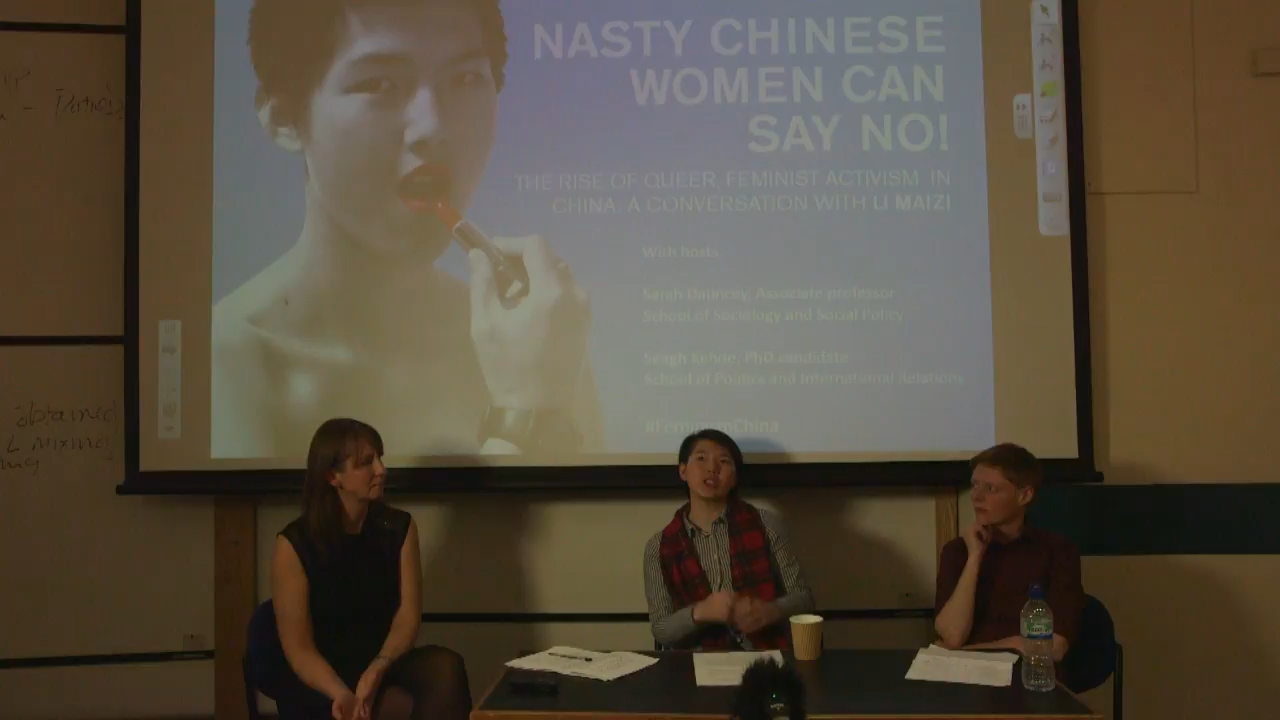 NASTY CHINESE
WOMEN CAN
SAY NO!
THE RISE OF QUEER, FEMINIST ACTIVISM IN
CHINA: A CONVERSATION WITH LI MAIZI
With hosts
Sarah Dauncey, Associate professor
School of Sociology and Social Policy
Kehoe, PhD candidate
School of Politics and International Relations
#FeminismChina
obtained